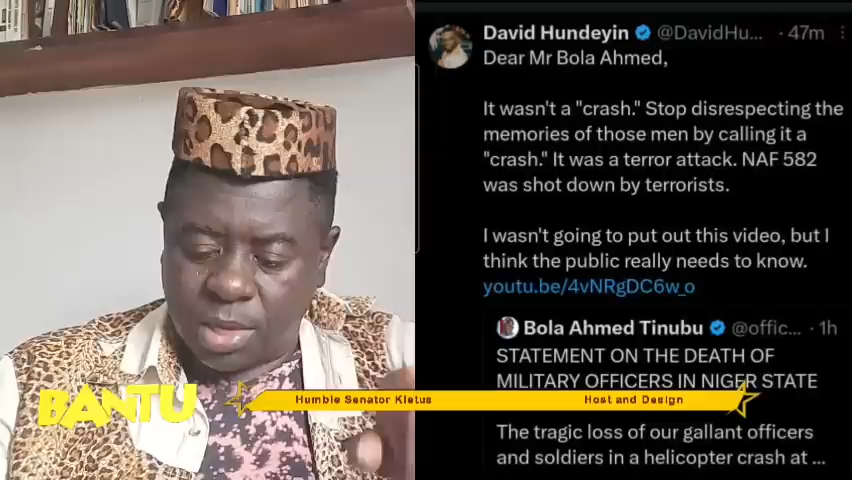 David Hundeyin @DavidHu... · 47m
Dear Mr Bola Ahmed,
It wasn't a "crash." Stop disrespecting the
memories of those men by calling it a
"crash." It was a terror attack. NAF 582
was shot down by terrorists.
I wasn't going to put out this video, but I
think the public really needs to know.
youtu.be/4vNRgDC6w_o
Bola Ahmed Tinubu @offic... · 1h
STATEMENT ON THE DEATH OF
MILITARY OFFICERS IN NIGER STATE
The tragic loss of our gallant officers
and soldiers in a helicopter crash at ...
BANTU
Humble Senator Kletus Host and Design